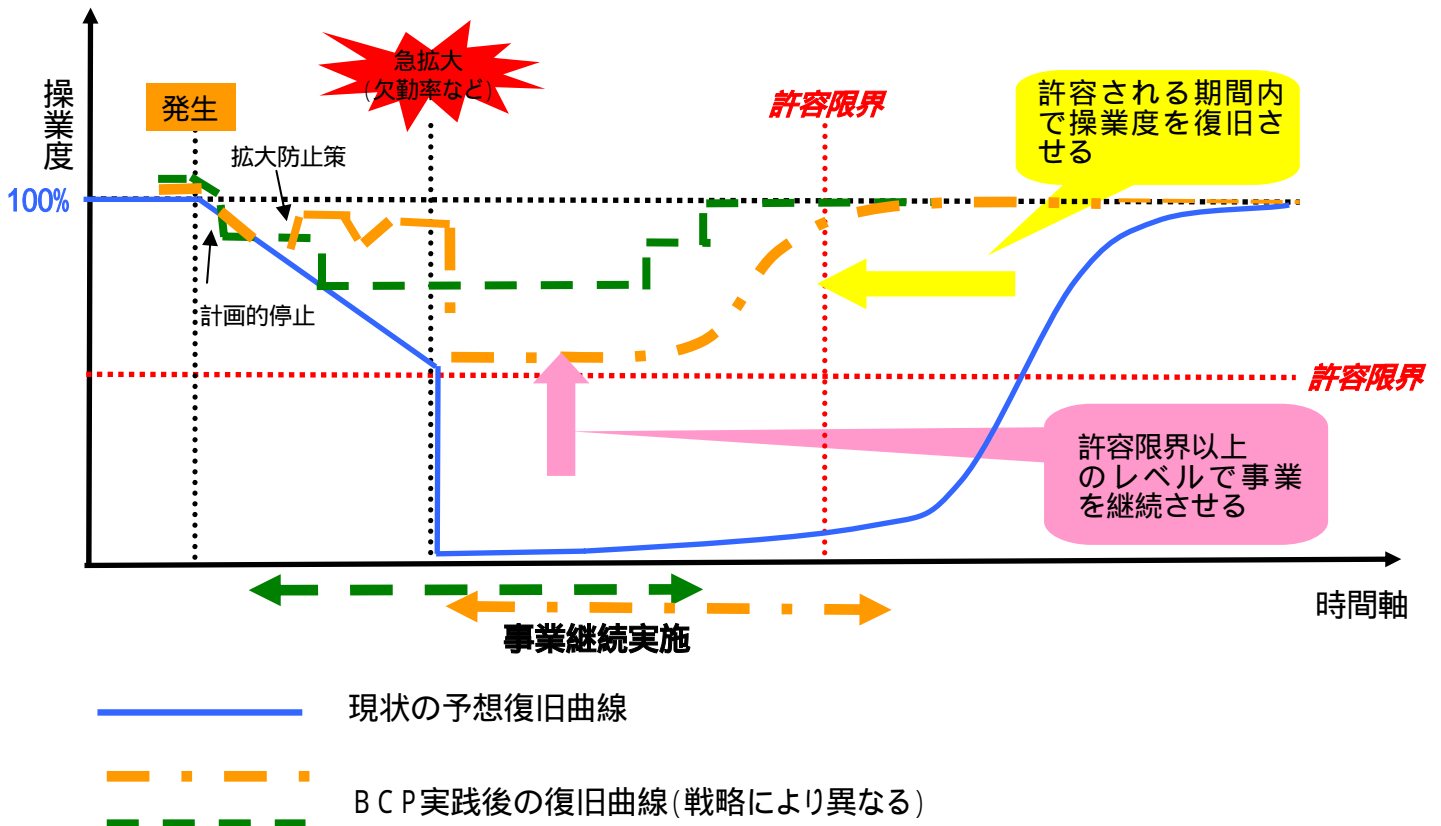 操業度
100%
発生
急拡大
(欠勤率など)
拡大防止策
計画的停止
許容限界
許容される期間内
で操業度を復旧さ
せる
許容限界
許容限界以上
のレベルで事業
を継続させる
時間軸
事業継続実施
現状の予想復旧曲線
BCP実践後の復旧曲線(戦略により異なる)